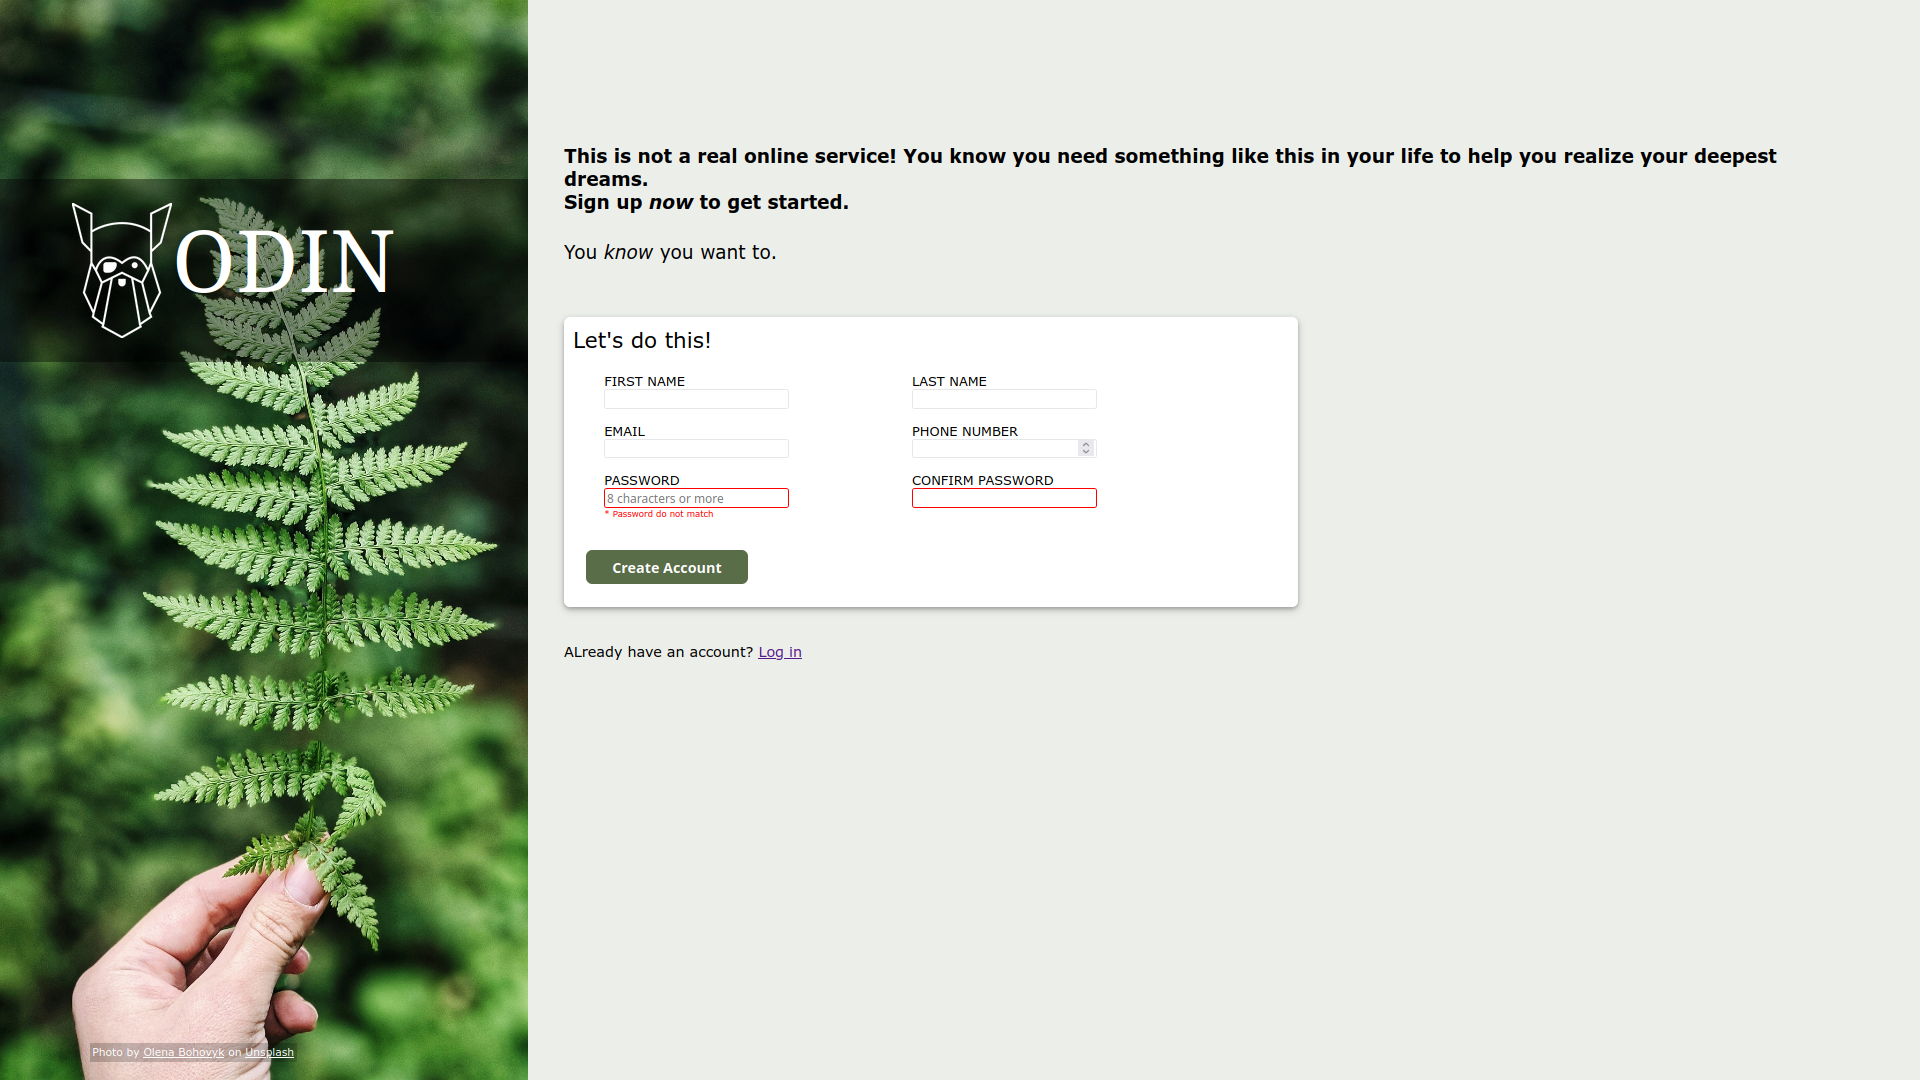 ODIN
Photo by Olena Bohovyk on Unsplash
This is not a real online service! You know you need something like this in your life to help you realize your deepest
dreams.
Sign up now to get started.
You know you want to.
Let's do this!
FIRST NAME
LAST NAME
EMAIL
PHONE NUMBER
PASSWORD
CONFIRM PASSWORD
8 characters or more
* Password do not match
Create Account
ALready have an account? Log in